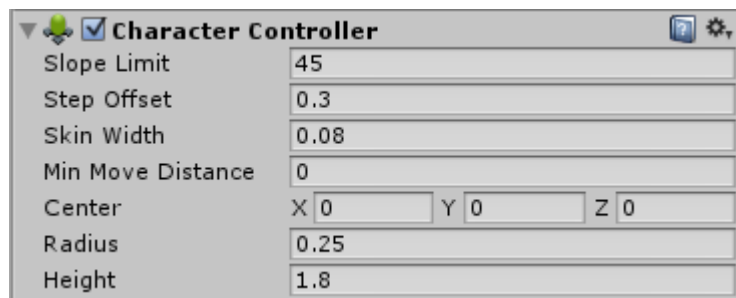 Character Controller
Slope Limit 45
Step Offset 0.3
Skin Width 0.08
Min Move Distance 0
Center X 0 Y 0 Z 0
Radius 0.25
Height 1.8